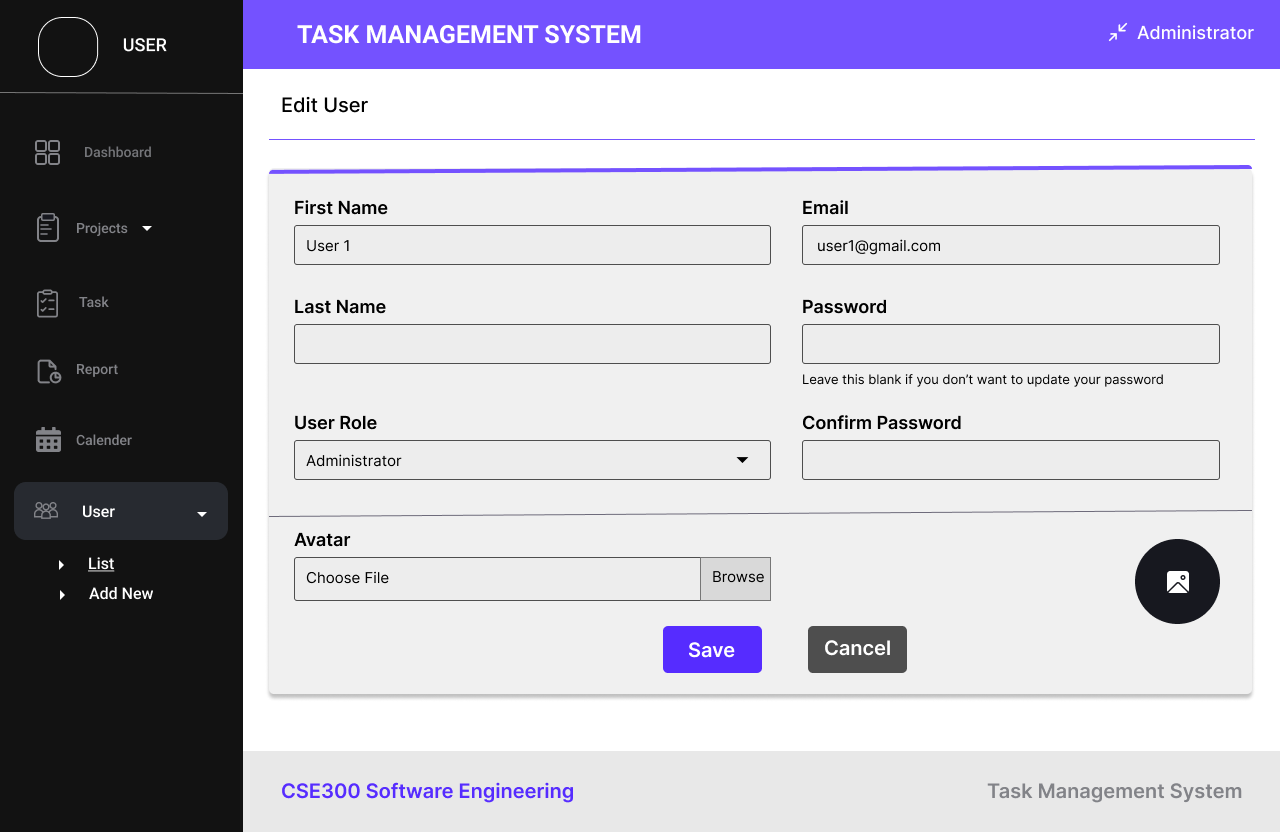 USER
TASK MANAGEMENT SYSTEM
Administrator
Dashboard
Projects
Task
Report
Calender
User
List
Add New
Edit User
First Name
User 1
Email
user1@gmail.com
Last Name
Password
Leave this blank if you don’t want to update your password
User Role
Administrator
Confirm Password
Avatar
Choose File
Browse
Save
Cancel
CSE300 Software Engineering
Task Management System